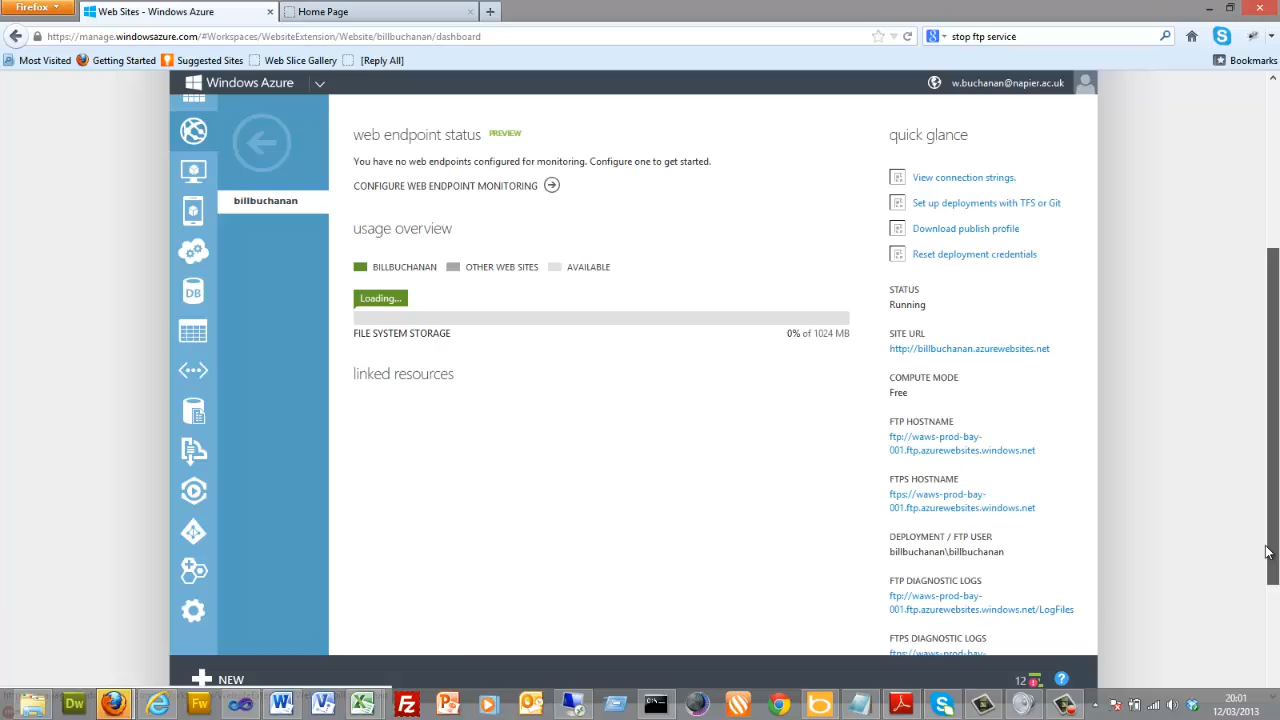 Firefox
Web Sites - Windows Azure
Home Page
https://manage.windowsazure.com/#Workspaces/WebsiteExtension/Website/billbuchanan/dashboard
stop ftp service
Most Visited
Getting Started
Suggested Sites
Web Slice Gallery
[Reply All]
Bookmarks
Windows Azure
w.buchanan@napier.ac.uk
billbuchanan
web endpoint status PREVIEW
You have no web endpoints configured for monitoring. Configure one to get started.
CONFIGURE WEB ENDPOINT MONITORING
usage overview
BILLBUCHANAN
OTHER WEB SITES
AVAILABLE
Loading...
FILE SYSTEM STORAGE
0% of 1024 MB
linked resources
quick glance
View connection strings.
Set up deployments with TFS or Git
Download publish profile
Reset deployment credentials
STATUS
Running
SITE URL
http://billbuchanan.azurewebsites.net
COMPUTE MODE
Free
FTP HOSTNAME
ftp://waws-prod-bay-
001.ftp.azurewebsites.windows.net
FTPS HOSTNAME
ftps://waws-prod-bay-
001.ftp.azurewebsites.windows.net
DEPLOYMENT / FTP USER
billbuchanan\billbuchanan
FTP DIAGNOSTIC LOGS
ftp://waws-prod-bay-
001.ftp.azurewebsites.windows.net/LogFiles
FTPS DIAGNOSTIC LOGS
ftps://waws-prod-bay-
DB
NEW
12
20:01
12/03/2013